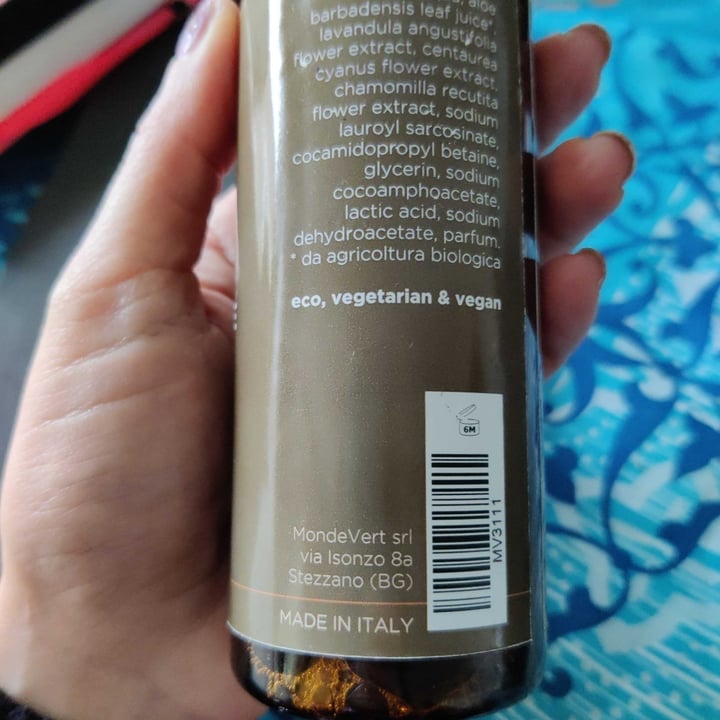 aloe
barbadensis leaf juice*,
lavandula angustifolia
flower extract, centaurea
cyanus flower extract,
chamomilla recutita
flower extract, sodium
lauroyl sarcosinate,
cocamidopropyl betaine,
glycerin, sodium
cocoamphoacetate,
lactic acid, sodium
dehydroacetate, parfum.
* da agricoltura biologica
eco, vegetarian & vegan
6M
MV3111
MondeVert srl
via Isonzo 8a
Stezzano (BG)
MADE IN ITALY